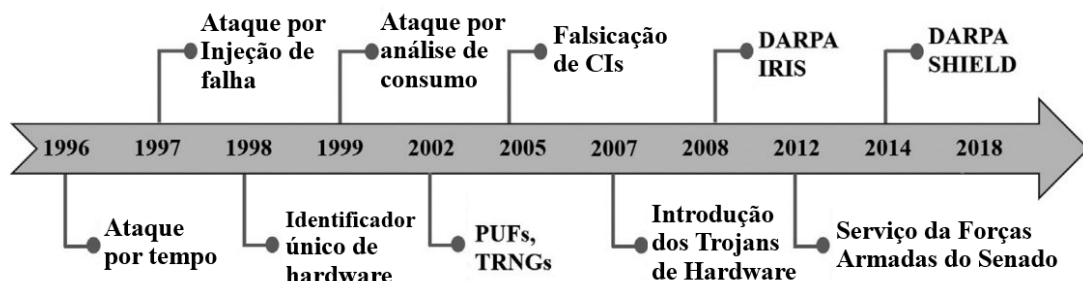 Ataque por
Injeção de
falha
Ataque por
análise de
consumo
Falsicação
de CIs
DARPA
IRIS
DARPA
SHIELD
1996 1997 1998 1999 2002 2005 2007 2008 2012 2014 2018
Ataque
por tempo
Identificador
único de
hardware
PUFs,
TRNGs
Introdução
dos Trojans
de Hardware
Serviço da Forças
Armadas do Senado